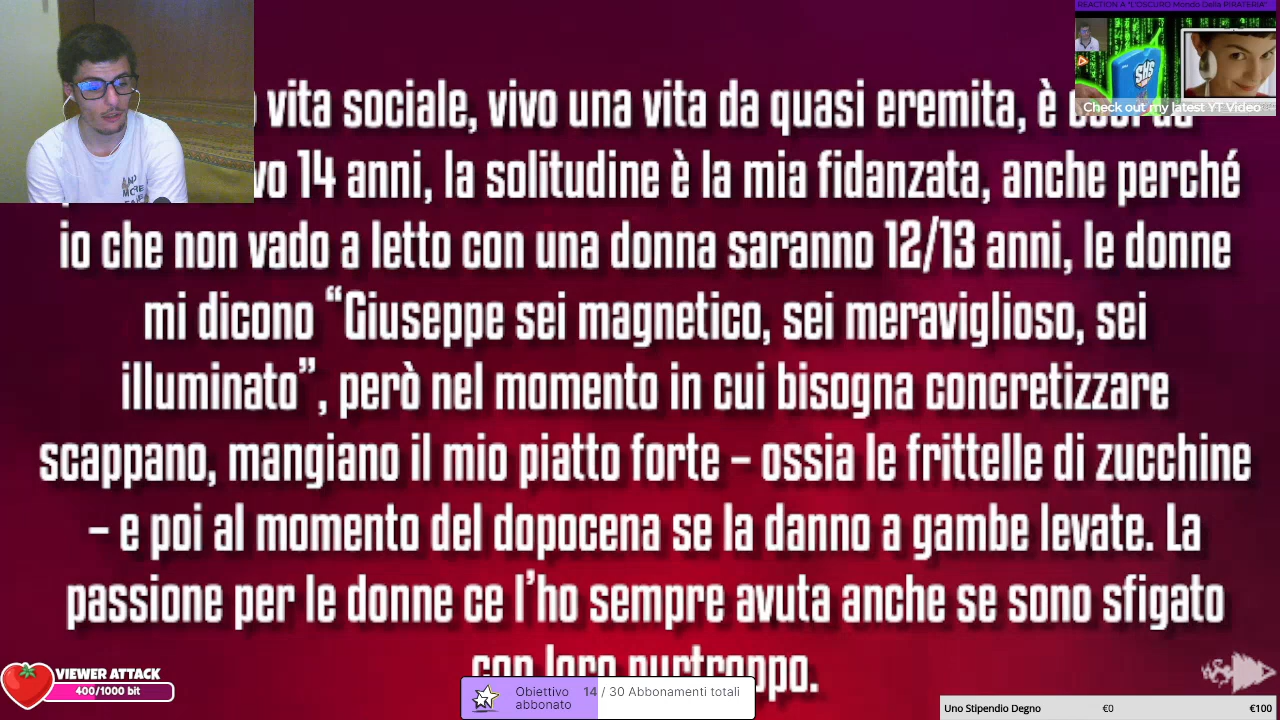 REACTION A "L'OSCURO Mondo Della PIRATERIA"
Check out my latest YT Video
vita sociale, vivo una vita da quasi eremita, è
14 anni, la solitudine è la mia fidanzata, anche perché
io che non vado a letto con una donna saranno 12/13 anni, le donne
mi dicono “Giuseppe sei magnetico, sei meraviglioso, sei
illuminato”, però nel momento in cui bisogna concretizzare
scappano, mangiano il mio piatto forte – ossia le frittelle di zucchine
– e poi al momento del dopocena se la danno a gambe levate. La
passione per le donne ce l’ho sempre avuta anche se sono sfigato
con loro purtroppo.
VIEWER ATTACK
400/1000 bit
Obiettivo abbonato
14 / 30 Abbonamenti totali
Uno Stipendio Degno €0 €100